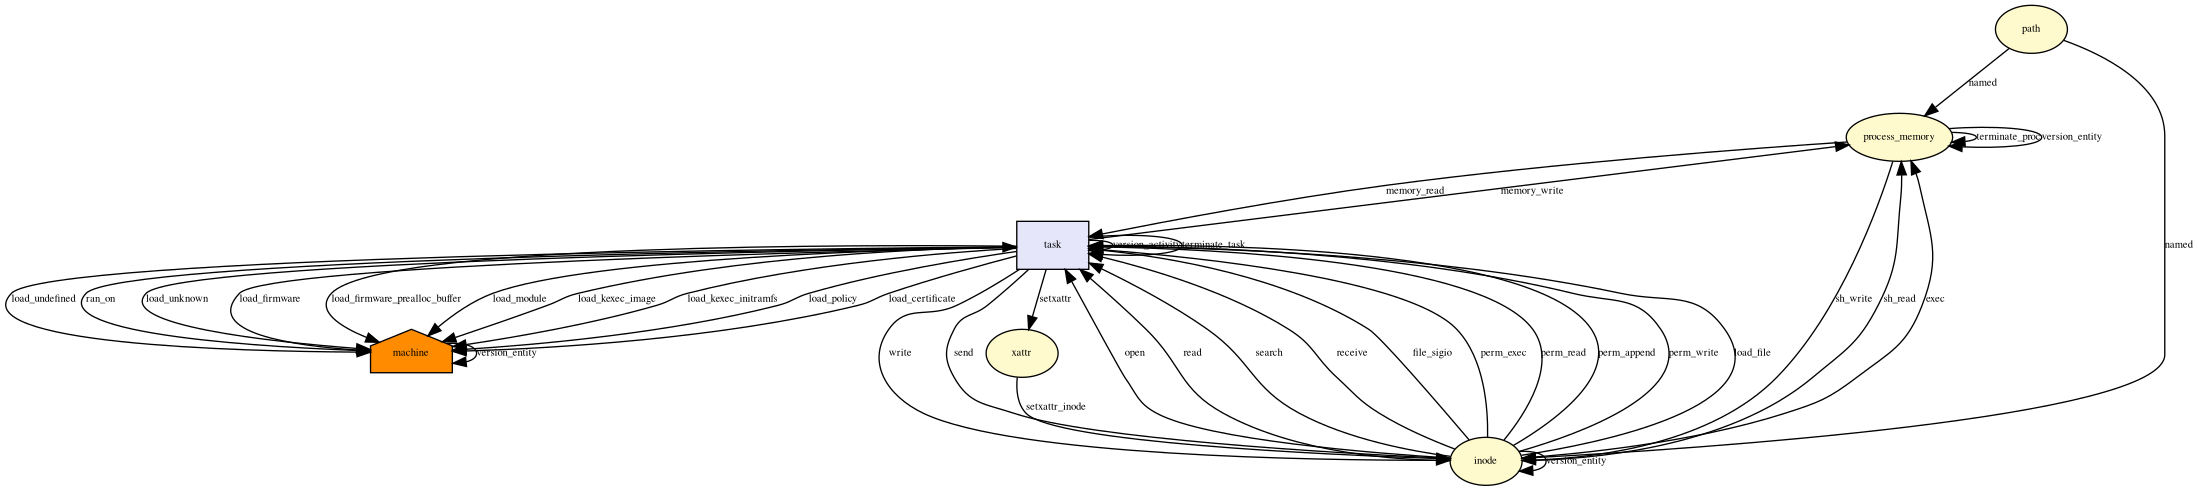 path
named
process_memory
terminate_proc
version_entity
memory_read
memory_write
task
version_activity
terminate_task
named
load_undefined
ran_on
load_unknown
load_firmware
load_firmware_prealloc_buffer
load_module
load_kexec_image
load_kexec_initramfs
load_policy
load_certificate
setxattr
sh_write
sh_read
exec
machine
version_entity
write
send
xattr
open
read
search
receive
file_sigio
perm_exec
perm_read
perm_append
perm_write
load_file
setxattr_inode
inode
version_entity